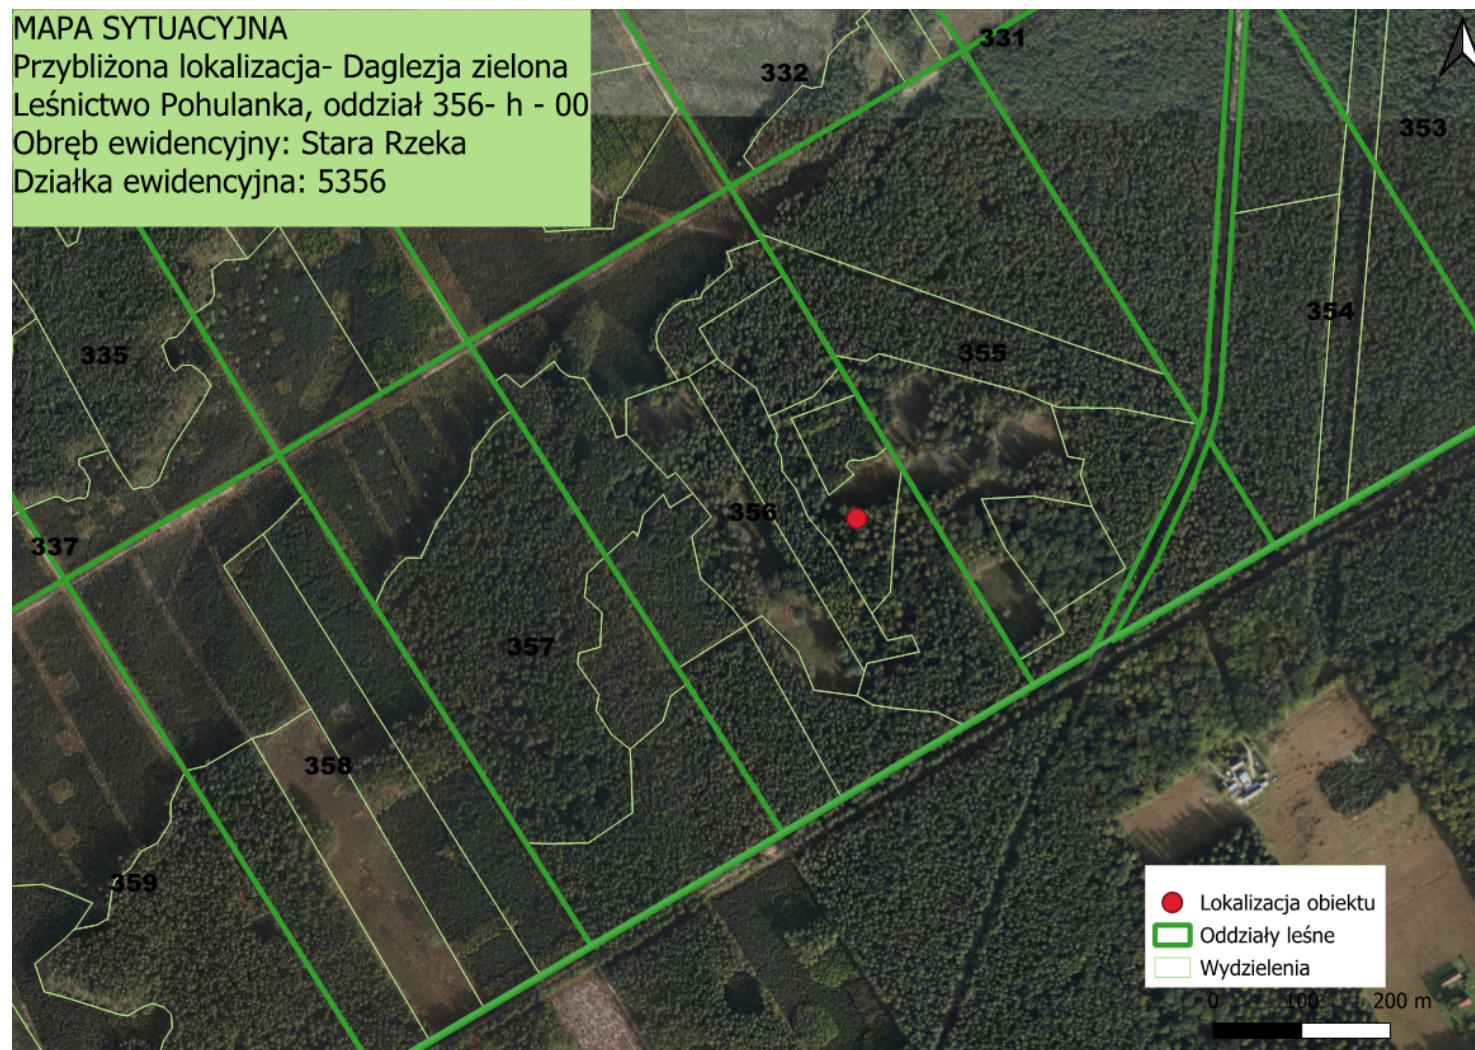 MAPA SYTUACYJNA
Przybliżona lokalizacja- Daglezja zielona
Leśnictwo Pohulanka, oddział 356- h - 00
Obręb ewidencyjny: Stara Rzeka
Działka ewidencyjna: 5356
331
332
353
354
335
355
356
337
357
358
359
Lokalizacja obiektu
Oddziały leśne
Wydzielenia
0 100 200 m